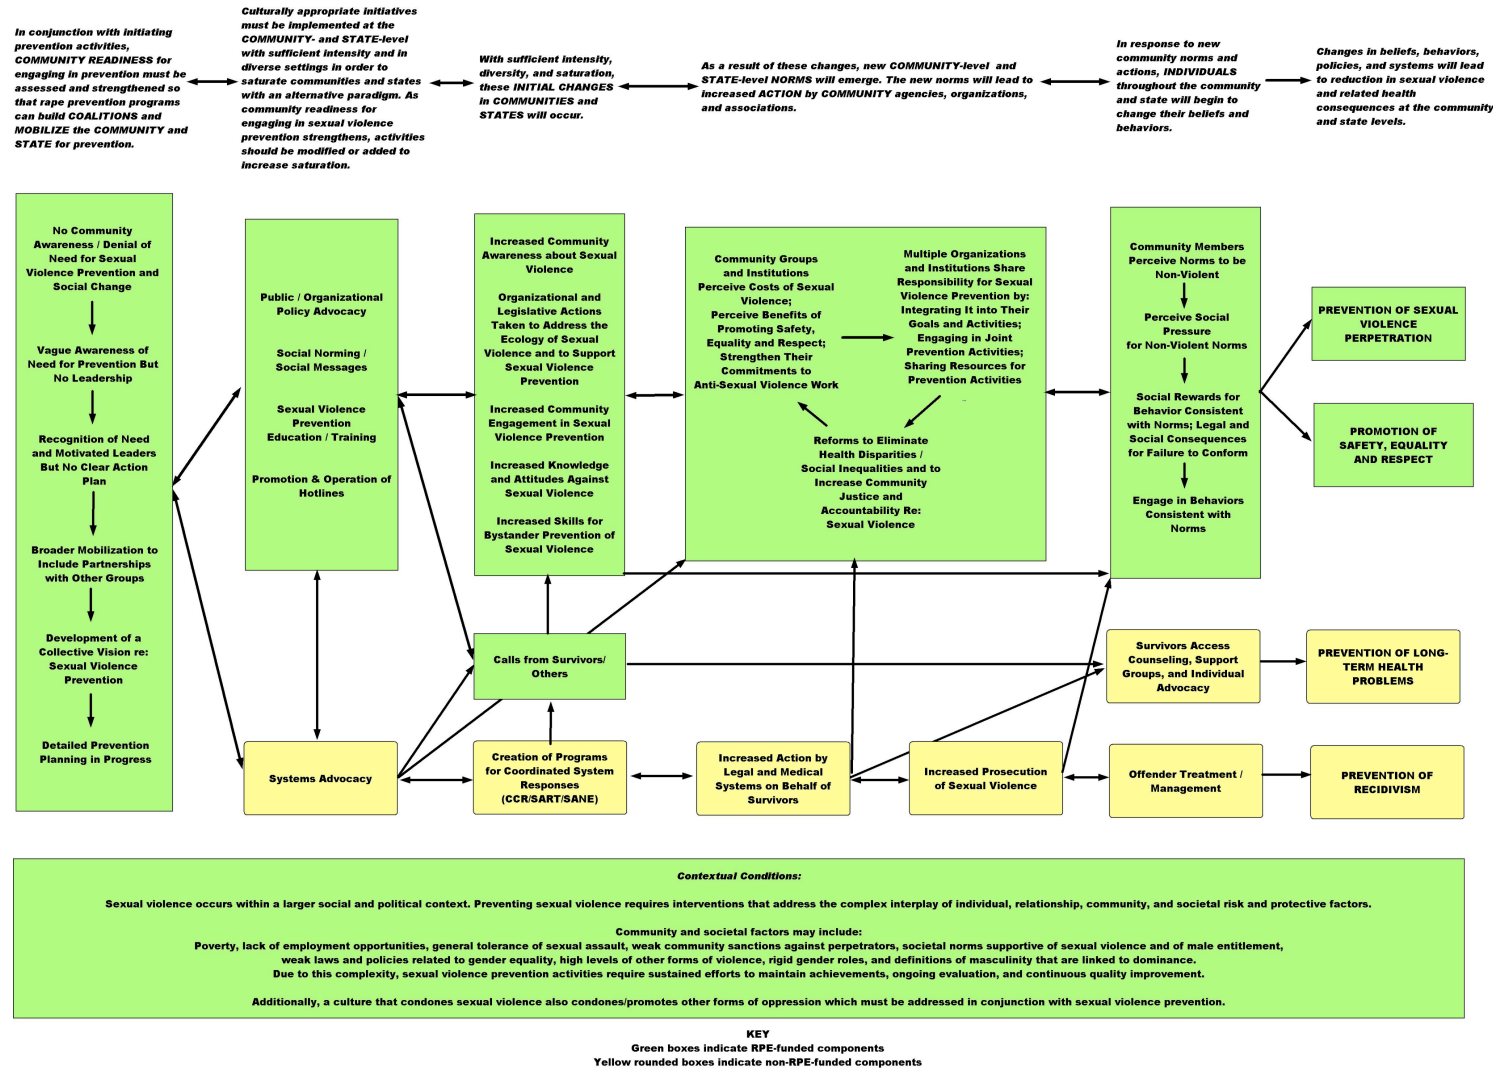 In conjunction with initiating
prevention activities,
COMMUNITY READINESS for
engaging in prevention must be
assessed and strengthened so
that rape prevention programs
can build COALITIONS and
MOBILIZE the COMMUNITY and
STATE for prevention.
Culturally appropriate initiatives
must be implemented at the
COMMUNITY- and STATE-level
with sufficient intensity and in
diverse settings in order to
saturate communities and states
with an alternative paradigm. As
community readiness for
engaging in sexual violence
prevention strengthens, activities
should be modified or added to
increase saturation.
With sufficient intensity,
diversity, and saturation,
these INITIAL CHANGES
in COMMUNITIES and
STATES will occur.
As a result of these changes, new COMMUNITY-level and
STATE-level NORMS will emerge. The new norms will lead to
increased ACTION by COMMUNITY agencies, organizations,
and associations.
In response to new
community norms and
actions, INDIVIDUALS
throughout the community
and state will begin to
change their beliefs and
behaviors.
Changes in beliefs, behaviors,
policies, and systems will lead
to reduction in sexual violence
and related health
consequences at the community
and state levels.
No Community
Awareness / Denial of
Need for Sexual
Violence Prevention and
Social Change
Vague Awareness of
Need for Prevention But
No Leadership
Recognition of Need
and Motivated Leaders
But No Clear Action
Plan
Broader Mobilization to
Include Partnerships
with Other Groups
Development of a
Collective Vision re:
Sexual Violence
Prevention
Detailed Prevention
Planning in Progress
Public / Organizational
Policy Advocacy
Social Norming /
Social Messages
Sexual Violence
Prevention
Education / Training
Promotion & Operation of
Hotlines
Increased Community
Awareness about Sexual
Violence
Organizational and
Legislative Actions
Taken to Address the
Ecology of Sexual
Violence and to Support
Sexual Violence
Prevention
Increased Community
Engagement in Sexual
Violence Prevention
Increased Knowledge
and Attitudes Against
Sexual Violence
Increased Skills for
Bystander Prevention of
Sexual Violence
Community Groups
and Institutions
Perceive Costs of Sexual
Violence;
Perceive Benefits of
Promoting Safety,
Equality and Respect;
Strengthen Their
Commitments to
Anti-Sexual Violence Work
Multiple Organizations
and Institutions Share
Responsibility for Sexual
Violence Prevention by:
Integrating It into Their
Goals and Activities;
Engaging in Joint
Prevention Activities;
Sharing Resources for
Prevention Activities
Reforms to Eliminate
Health Disparities /
Social Inequalities and to
Increase Community
Justice and
Accountability Re:
Sexual Violence
Community Members
Perceive Norms to be
Non-Violent
Perceive Social
Pressure
for Non-Violent Norms
Social Rewards for
Behavior Consistent
with Norms; Legal and
Social Consequences
for Failure to Conform
Engage in Behaviors
Consistent with
Norms
PREVENTION OF SEXUAL
VIOLENCE
PERPETRATION
PROMOTION OF
SAFETY, EQUALITY
AND RESPECT
Calls from Survivors/
Others
Survivors Access
Counseling, Support
Groups, and Individual
Advocacy
PREVENTION OF LONG-
TERM HEALTH
PROBLEMS
Systems Advocacy
Creation of Programs
for Coordinated System
Responses
(CCR/SART/SANE)
Increased Action by
Legal and Medical
Systems on Behalf of
Survivors
Increased Prosecution
of Sexual Violence
Offender Treatment /
Management
PREVENTION OF
RECIDIVISM
Contextual Conditions:
Sexual violence occurs within a larger social and political context. Preventing sexual violence requires interventions that address the complex interplay of individual, relationship, community, and societal risk and protective factors.
Community and societal factors may include:
Poverty, lack of employment opportunities, general tolerance of sexual assault, weak community sanctions against perpetrators, societal norms supportive of sexual violence and of male entitlement,
weak laws and policies related to gender equality, high levels of other forms of violence, rigid gender roles, and definitions of masculinity that are linked to dominance.
Due to this complexity, sexual violence prevention activities require sustained efforts to maintain achievements, ongoing evaluation, and continuous quality improvement.
Additionally, a culture that condones sexual violence also condones/promotes other forms of oppression which must be addressed in conjunction with sexual violence prevention.
KEY
Green boxes indicate RPE-funded components
Yellow rounded boxes indicate non-RPE-funded components